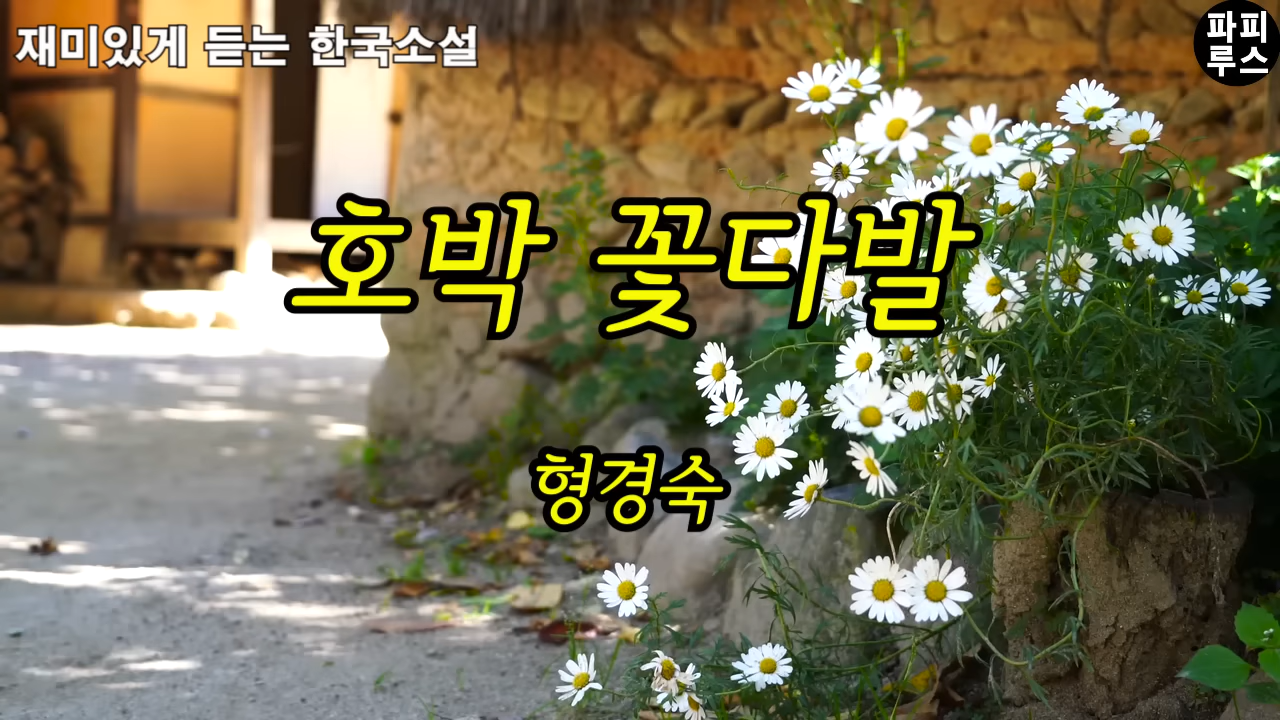 재미있게 듣는 한국소설
파피
루스
호박 꽃다발
형경숙